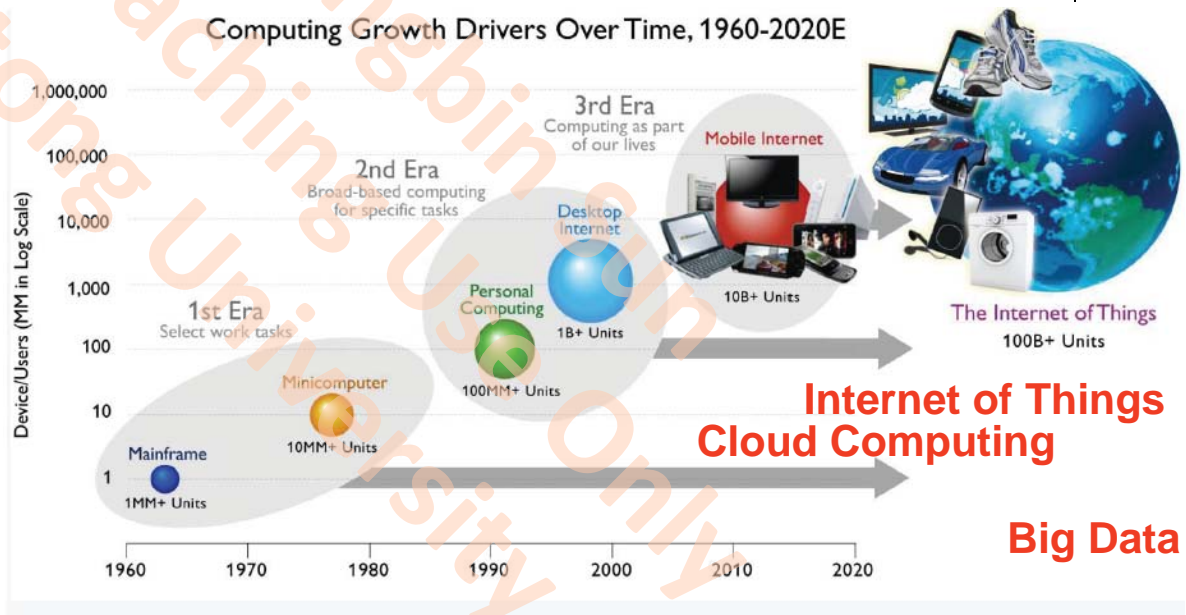 Computing Growth Drivers Over Time, 1960-2020E
Device/Users (MM in Log Scale)
1,000,000
100,000
10,000
1,000
100
10
1
1st Era
Select work tasks
2nd Era
Broad-based computing
for specific tasks
3rd Era
Computing as part
of our lives
Mainframe
1MM+ Units
Minicomputer
10MM+ Units
Personal
Computing
100MM+ Units
Desktop
Internet
1B+ Units
Mobile Internet
10B+ Units
The Internet of Things
100B+ Units
Internet of Things
Cloud Computing
Big Data
1960
1970
1980
1990
2000
2010
2020
University
Use Only